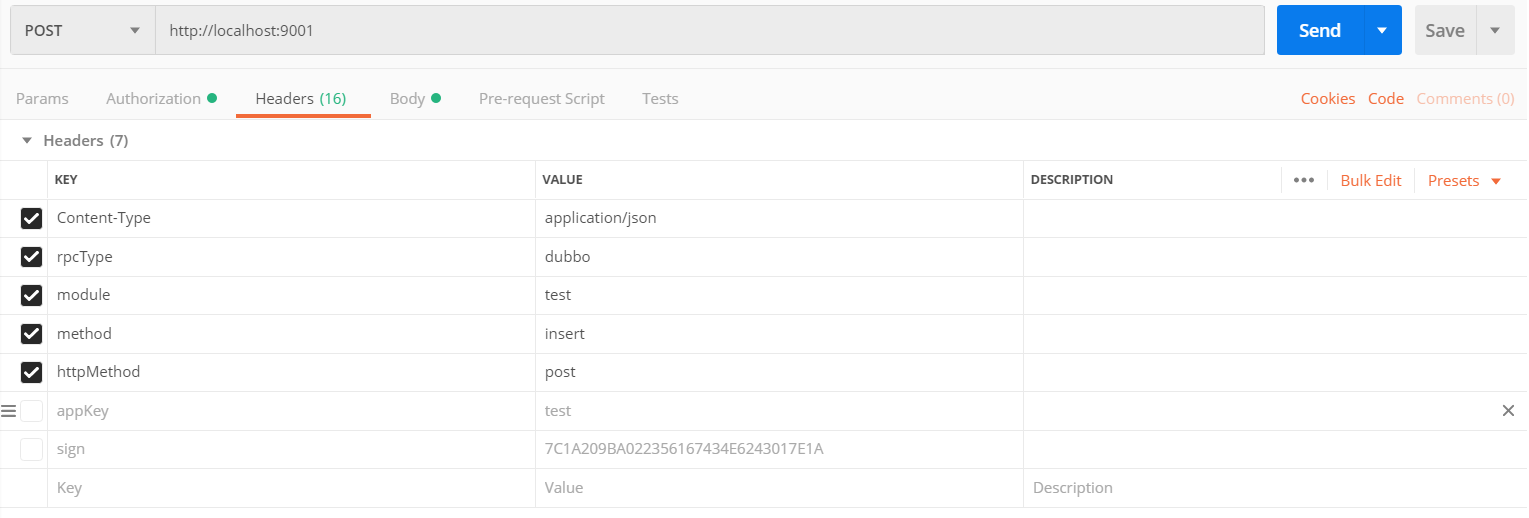 POST http://localhost:9001 Send Save
Params Authorization Headers (16) Body Pre-request Script Tests Cookies Code Comments (0)
Headers (7)
KEY VALUE DESCRIPTION ••• Bulk Edit Presets
Content-Type application/json
rpcType dubbo
module test
method insert
httpMethod post
appKey test
sign 7C1A209BA022356167434E6243017E1A
Key Value Description